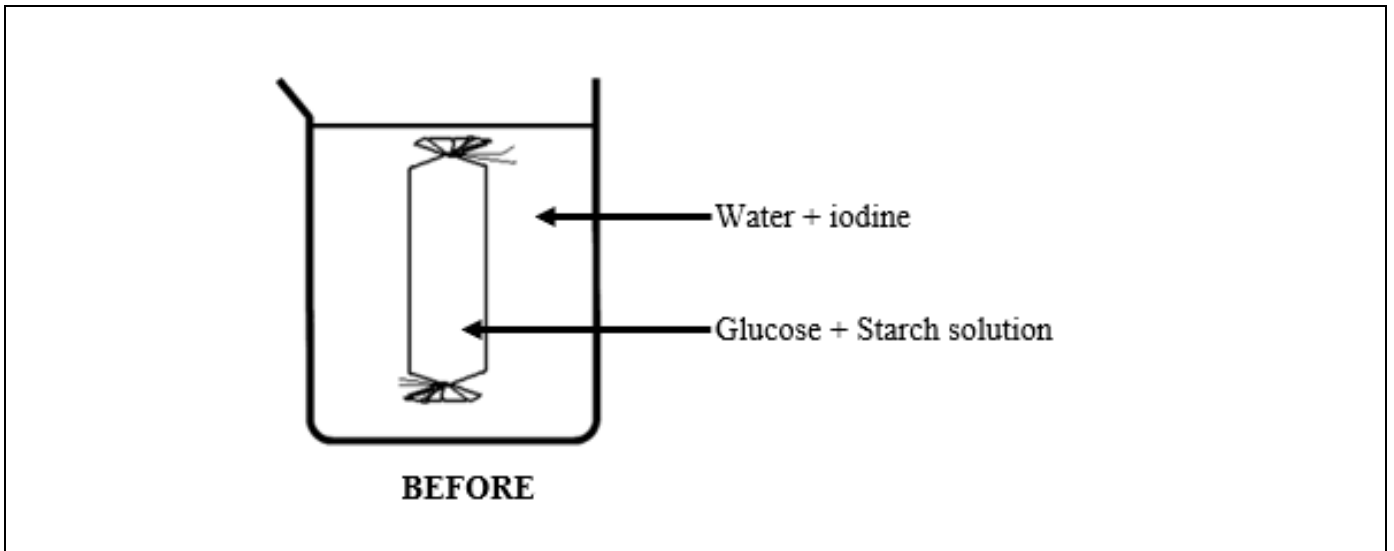 Water + iodine
Glucose + Starch solution
BEFORE